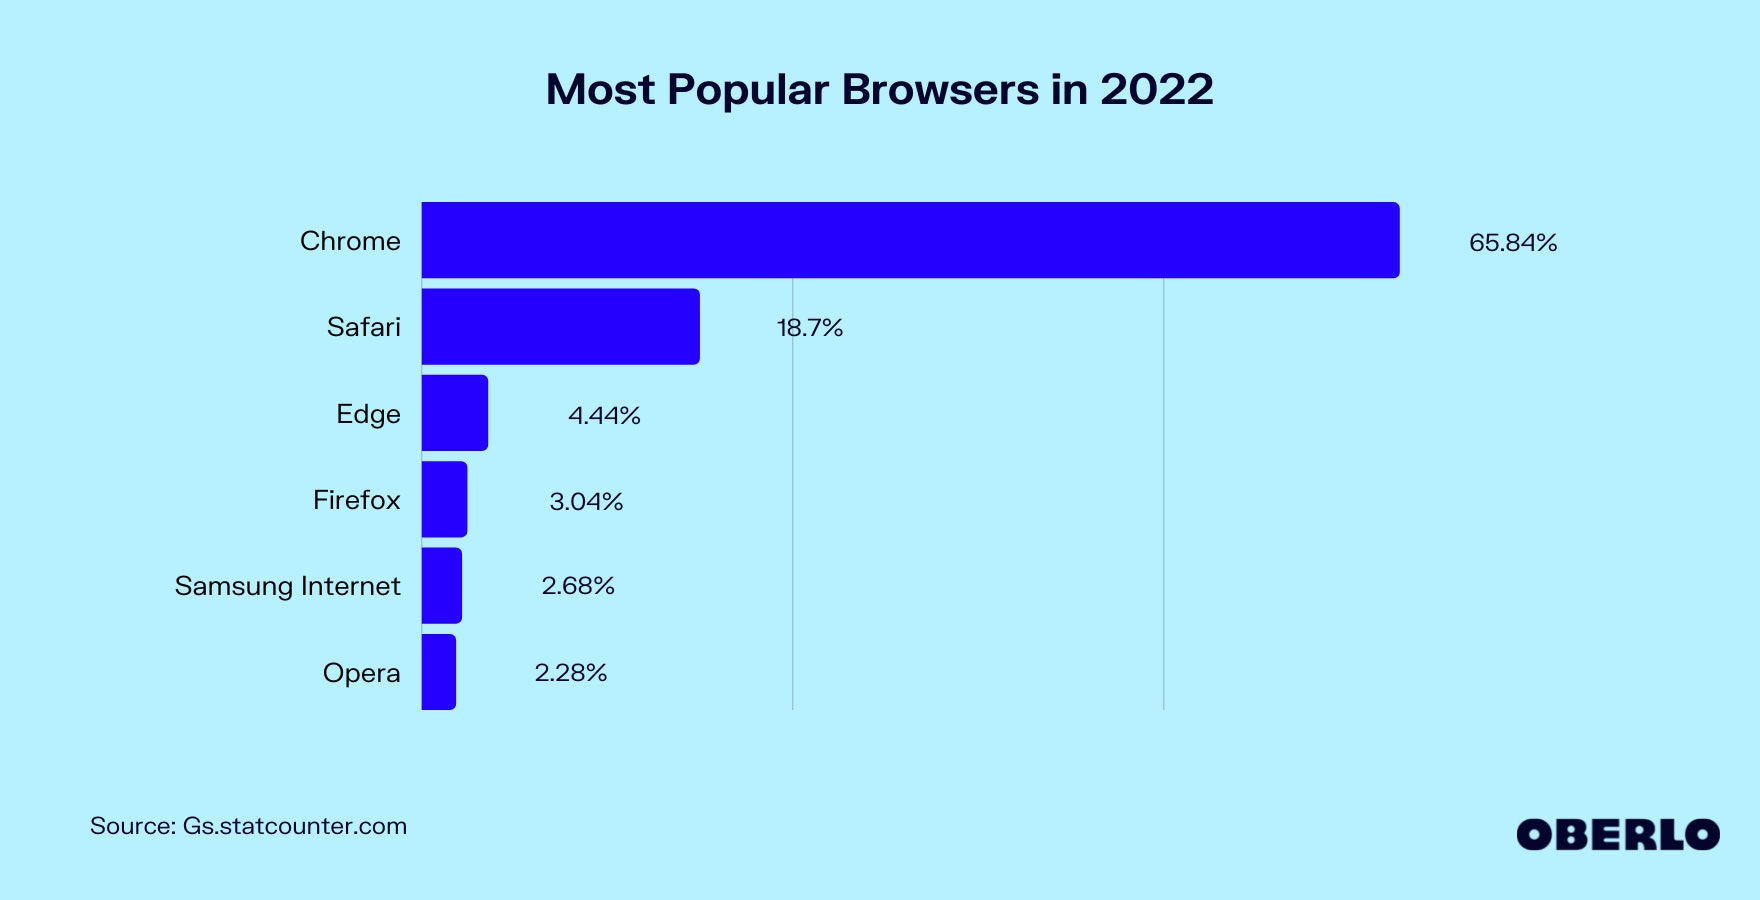 Most Popular Browsers in 2022
Chrome 65.84%
Safari 18.7%
Edge 4.44%
Firefox 3.04%
Samsung Internet 2.68%
Opera 2.28%
Source: Gs.statcounter.com
OBERLO